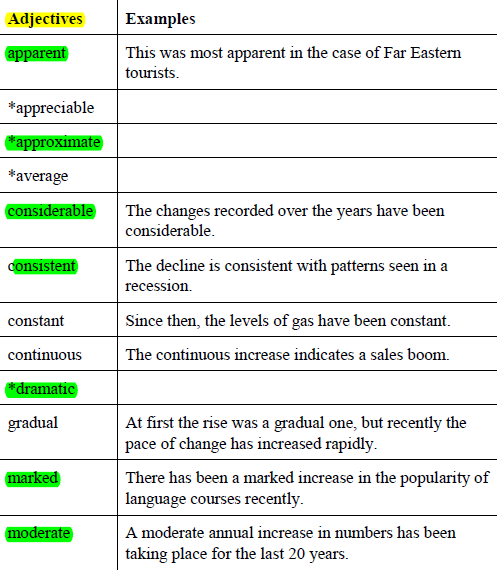 Adjectives Examples
apparent This was most apparent in the case of Far Eastern
tourists.
*appreciable
*approximate
*average
considerable The changes recorded over the years have been
considerable.
consistent The decline is consistent with patterns seen in a
recession.
constant Since then, the levels of gas have been constant.
continuous The continuous increase indicates a sales boom.
*dramatic
gradual At first the rise was a gradual one, but recently the
pace of change has increased rapidly.
marked There has been a marked increase in the popularity of
language courses recently.
moderate A moderate annual increase in numbers has been
taking place for the last 20 years.